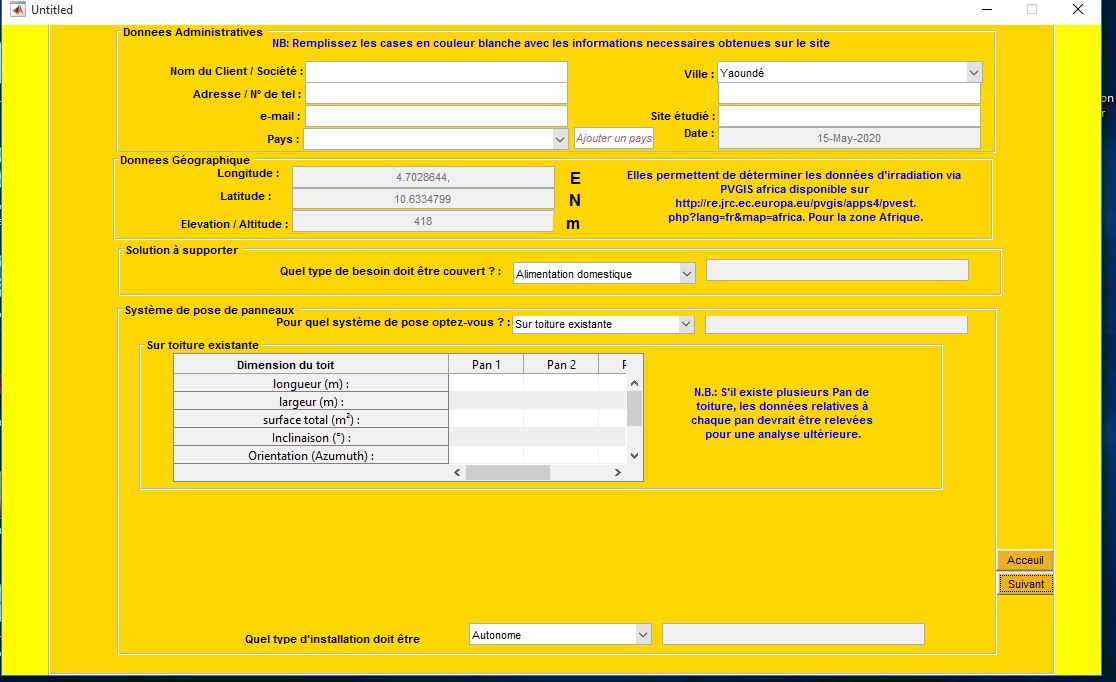 Untitled
Donnees Administratives
NB: Remplissez les cases en couleur blanche avec les informations necessaires obtenues sur le site
Nom du Client / Société :
Ville : Yaoundé
Adresse / N° de tel :
e-mail :
Site étudié :
Pays :
Ajouter un pays
Date : 15-May-2020
Donnees Géographique
Longitude : 4.7028644, E
Latitude : 10.6334799 N
Elevation / Altitude : 418 m
Elles permettent de déterminer les données d'irradiation via
PVGIS africa disponible sur
http://re.jrc.ec.europa.eu/pvgis/apps4/pvest.
php?lang=fr&map=africa. Pour la zone Afrique.
Solution à supporter
Quel type de besoin doit être couvert ? : Alimentation domestique
Système de pose de panneaux
Pour quel système de pose optez-vous ? : Sur toiture existante
Sur toiture existante
Dimension du toit Pan 1 Pan 2
longueur (m) :
largeur (m) :
surface total (m²) :
Inclinaison (°) :
Orientation (Azumuth) :
N.B.: S'il existe plusieurs Pan de
toiture, les données relatives à
chaque pan devrait être relevées
pour une analyse ultérieure.
Acceuil
Suivant
Quel type d'installation doit être Autonome